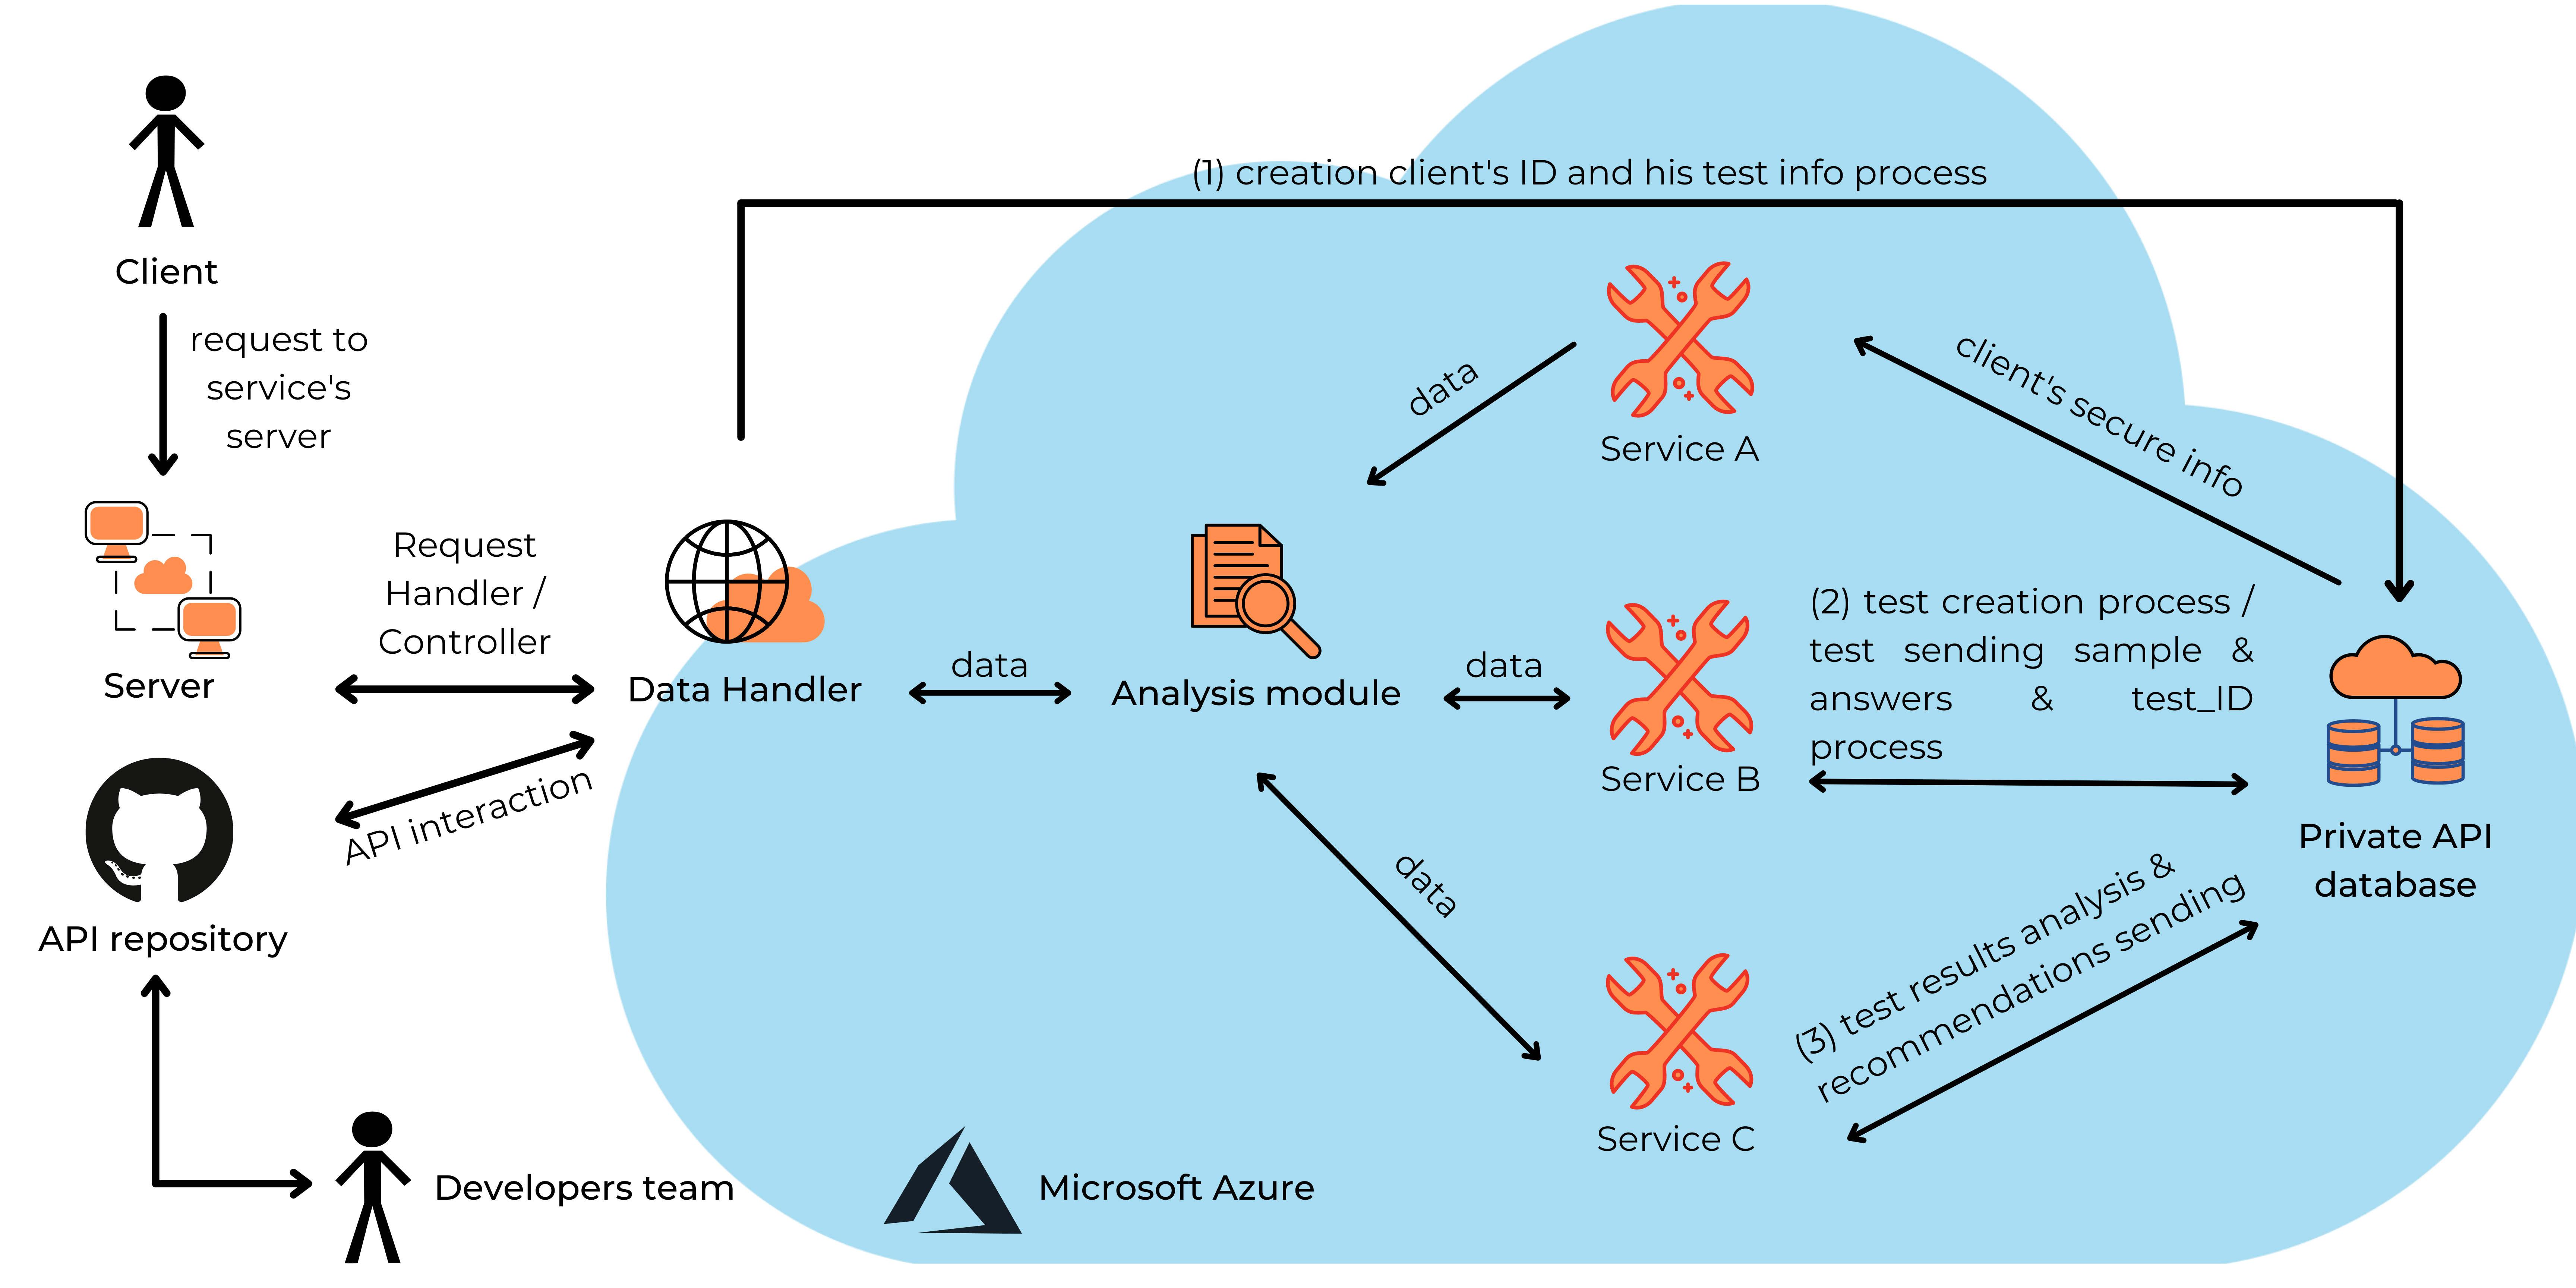 (1) creation client's ID and his test info process
Client
request to
service's
server
data
Service A
client's secure info
Request
Handler /
Controller
Server
Data Handler
data
Analysis module
data
Service B
(2) test creation process /
test sending sample &
answers & test_ID
process
Private API
database
API interaction
API repository
data
Service C
(3) test results analysis &
recommendations sending
Developers team
Microsoft Azure